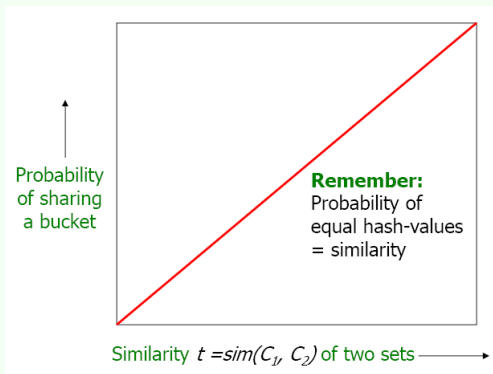 Probability
of sharing
a bucket
Remember:
Probability of
equal hash-values
= similarity
Similarity t =sim(C₁, C₂) of two sets